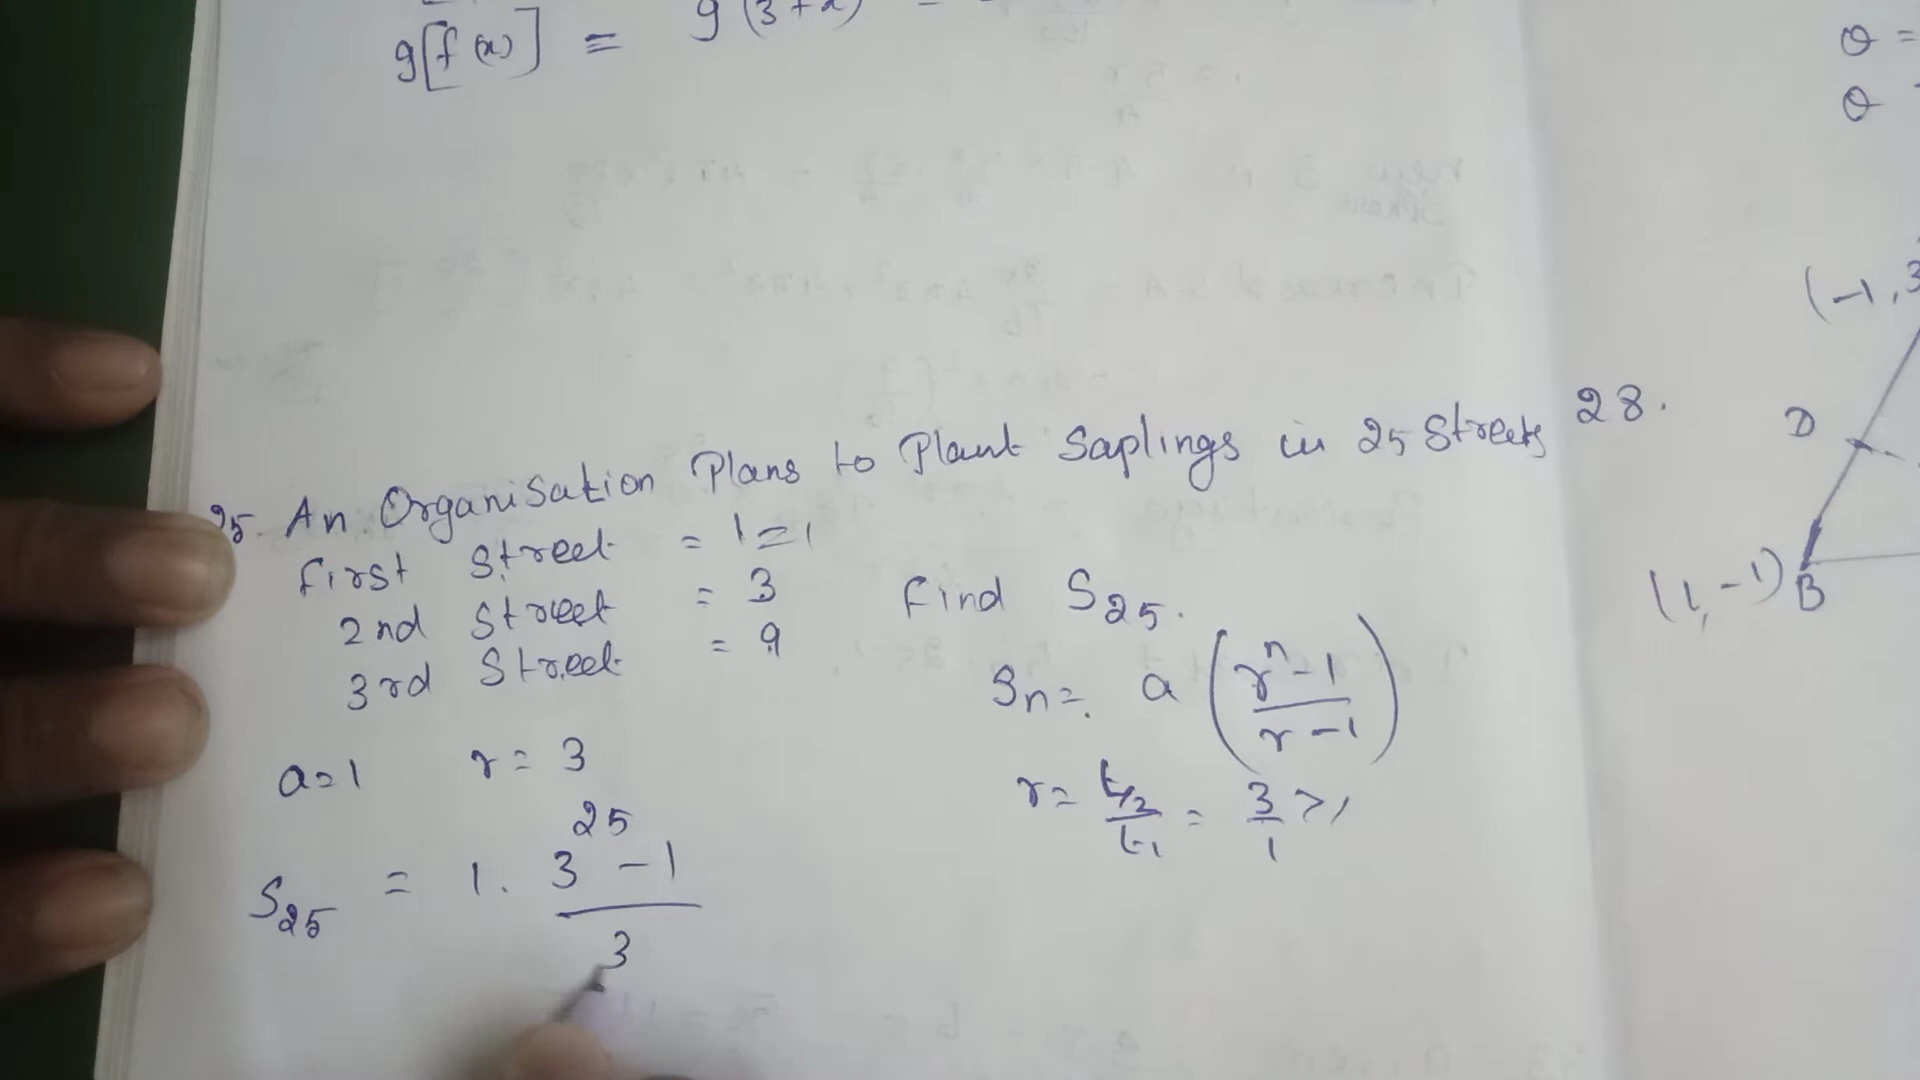 g[f(x)] = g(3+x) =
25. An Organisation Plans to Plant Saplings in 25 Streets
First Street = 1 = 1
2nd Street = 3
3rd Street = 9
Find S25.
Sn = a (r^n - 1 / r - 1)
a = 1 r = 3
r = t2/t1 = 3/1 > 1
S25 = 1. 3^25 - 1 / 3
28.
θ =
θ
(-1, 3
D
(1, -1) B